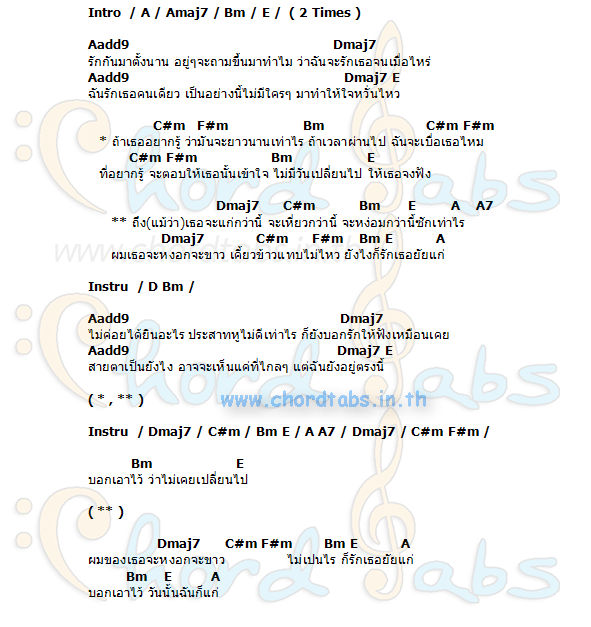 Intro / A / Amaj7 / Bm / E / ( 2 Times )
Aadd9 Dmaj7
รักกันมาตั้งนาน อยู่ๆจะถามขึ้นมาทำไม ว่าฉันจะรักเธอจนเมื่อไหร่
Aadd9 Dmaj7 E
ฉันรักเธอคนเดียว เป็นอย่างนี้ไม่มีใครๆ มาทำให้ใจหวั่นไหว
C#m F#m Bm C#m F#m
* ถ้าเธออยากรู้ ว่ามันจะยาวนานเท่าไร ถ้าเวลาผ่านไป ฉันจะเบื่อเธอไหม
C#m F#m Bm E
ที่อยากรู้ จะตอบให้เธอนั้นเข้าใจ ไม่มีวันเปลี่ยนไป ให้เธอจงฟัง
Dmaj7 C#m Bm E A A7
** ถึง(แม้ว่า)เธอจะแก่กว่านี้ จะเหี่ยวกว่านี้ จะหง่อมกว่านี้ซักเท่าไร
Dmaj7 C#m F#m Bm E A
ผมเธอจะหงอกจะขาว เคี้ยวข้าวแทบไม่ไหว ยังไงก็รักเธอยัยแก่
Instru / D Bm /
Aadd9 Dmaj7
ไม่ค่อยได้ยินอะไร ประสาทหูไม่ดีเท่าไร ก็ยังบอกรักให้ฟังเหมือนเคย
Aadd9 Dmaj7 E
สายตาเป็นยังไง อาจจะเห็นแค่ที่ไกลๆ แต่ฉันยังอยู่ตรงนี้
( * , ** ) www.chordtabs.in.th
Instru / Dmaj7 / C#m / Bm E / A A7 / Dmaj7 / C#m F#m /
Bm E
บอกเอาไว้ ว่าไม่เคยเปลี่ยนไป
( ** )
Dmaj7 C#m F#m Bm E A
ผมของเธอจะหงอกจะขาว ไม่เปนไร ก็รักเธอยัยแก่
Bm E A
บอกเอาไว้ วันนั้นฉันก็แก่